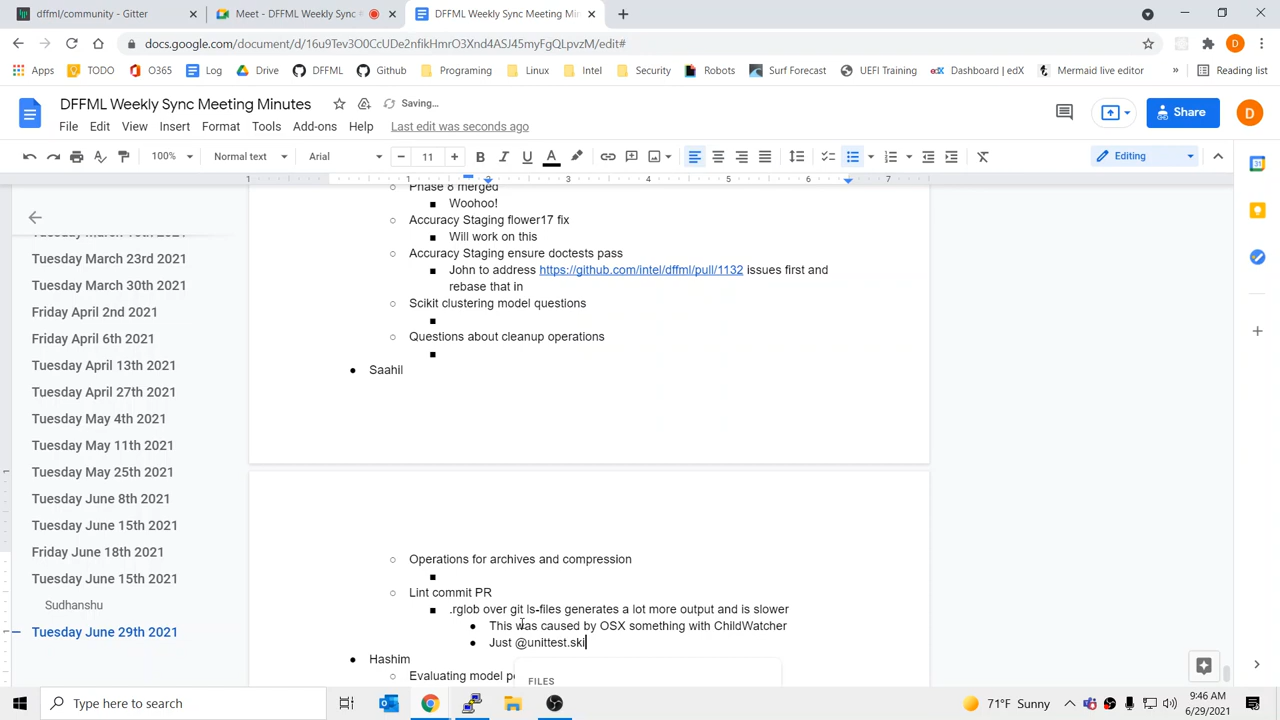 dffml/community - Gitter
Meet - DFFML Weekly Sync
DFFML Weekly Sync Meeting Min
docs.google.com/document/d/16u9Tev3O0CcUDe2nfikHmrO3Xnd4ASJ45myFgQLpvzM/edit#
D
Apps TODO O365 Log Drive DFFML Github Programing Linux Intel Security Robots Surf Forecast UEFI Training Dashboard | edX Mermaid live editor » Reading list
DFFML Weekly Sync Meeting Minutes
Saving…
File Edit View Insert Format Tools Add-ons Help Last edit was seconds ago
Share
D
100% Normal text Arial 11 Editing
1 2 3 4 5 6 7
Tuesday March 23rd 2021
Tuesday March 30th 2021
Friday April 2nd 2021
Friday April 6th 2021
Tuesday April 13th 2021
Tuesday April 27th 2021
Tuesday May 4th 2021
Tuesday May 11th 2021
Tuesday May 25th 2021
Tuesday June 8th 2021
Tuesday June 15th 2021
Friday June 18th 2021
Tuesday June 15th 2021
Sudhanshu
Tuesday June 29th 2021
Phase 8 merged
Woohoo!
Accuracy Staging flower17 fix
Will work on this
Accuracy Staging ensure doctests pass
John to address https://github.com/intel/dffml/pull/1132 issues first and
rebase that in
Scikit clustering model questions
Questions about cleanup operations
Saahil
Operations for archives and compression
Lint commit PR
.rglob over git ls-files generates a lot more output and is slower
This was caused by OSX something with ChildWatcher
Just @unittest.ski
FILES
Hashim
Evaluating model p
Type here to search
71°F Sunny
9:46 AM
6/29/2021